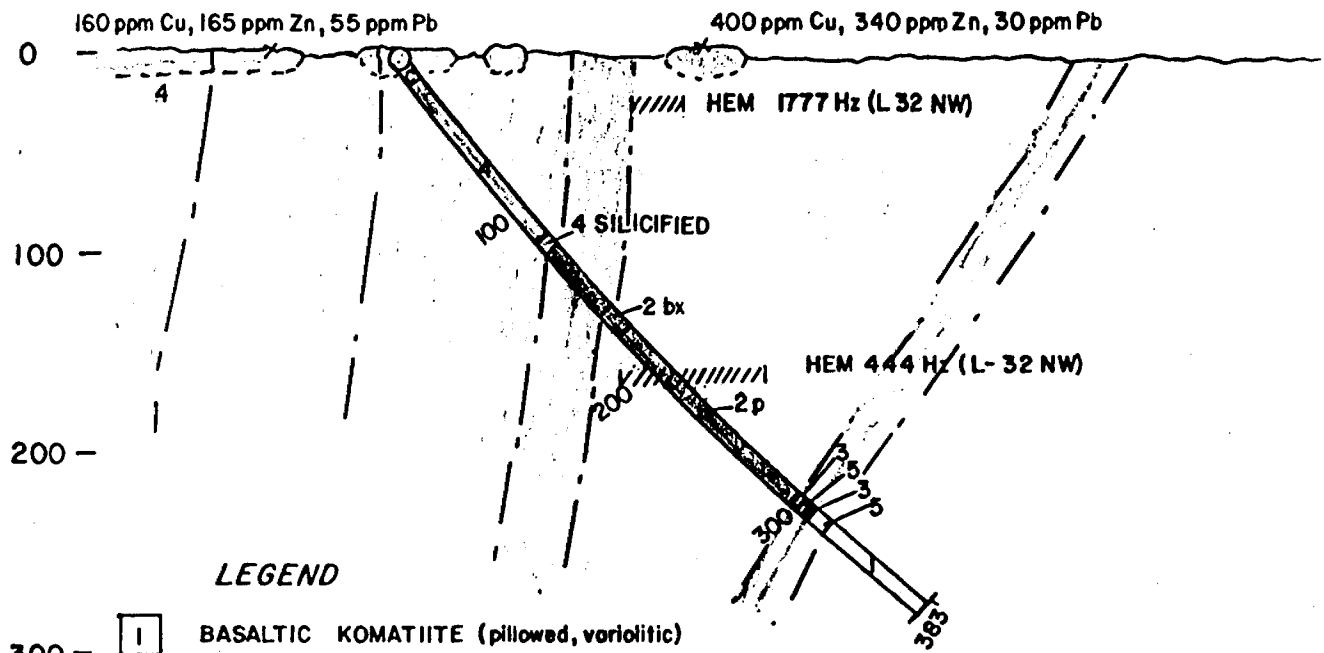 160 ppm Cu, 165 ppm Zn, 55 ppm Pb
400 ppm Cu, 340 ppm Zn, 30 ppm Pb
0
4
HEM 1777 Hz (L 32 NW)
100
4 SILICIFIED
100
2 bx
HEM 444 Hz (L-32 NW)
200
2 p
200
3
5
3
5
300
383
LEGEND
1 BASALTIC KOMATIITE (pillowed, variolitic)
300